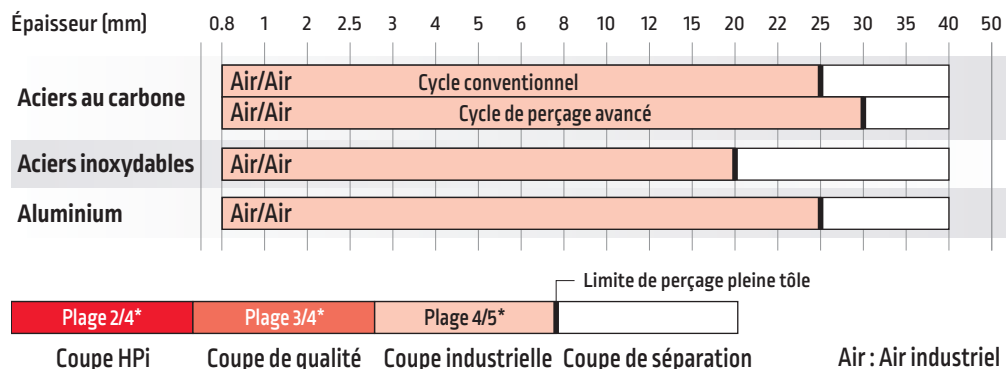 Épaisseur (mm) 0.8 1 2 2.5 3 4 5 6 8 10 12 15 20 22 25 30 35 40 50
Aciers au carbone
Air/Air Cycle conventionnel
Air/Air Cycle de perçage avancé
Aciers inoxydables Air/Air
Aluminium Air/Air
Limite de perçage pleine tôle
Plage 2/4* Plage 3/4* Plage 4/5*
Coupe HPi Coupe de qualité Coupe industrielle Coupe de séparation Air : Air industriel